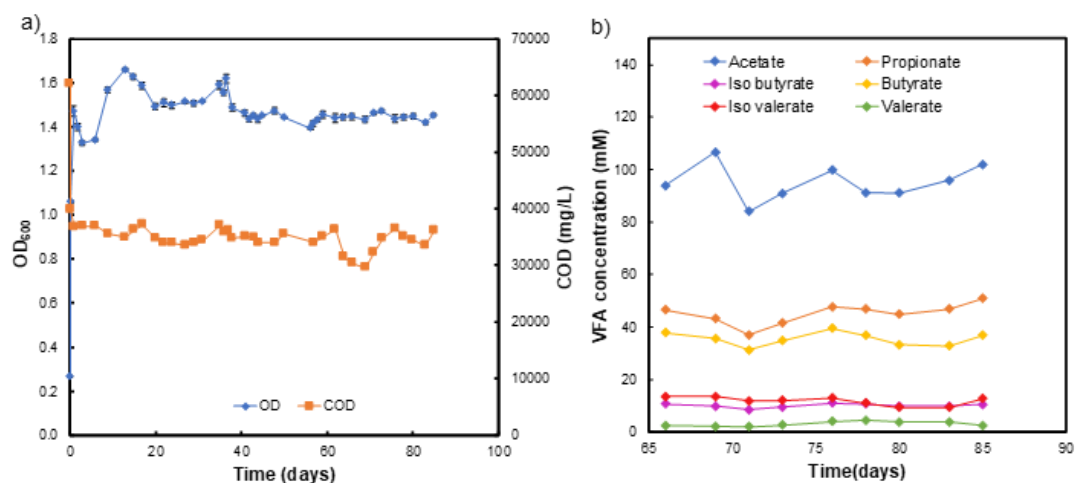 a)
1.8
1.6
1.4
1.2
1.0
0.8
0.6
0.4
0.2
0.0
OD600
70000
60000
50000
40000
30000
20000
10000
0
COD (mg/L)
OD COD
0 20 40 60 80 100
Time (days)
b)
140
120
100
80
60
40
20
0
VFA concentration (mM)
Acetate Propionate
Iso butyrate Butyrate
Iso valerate Valerate
65 70 75 80 85 90
Time(days)